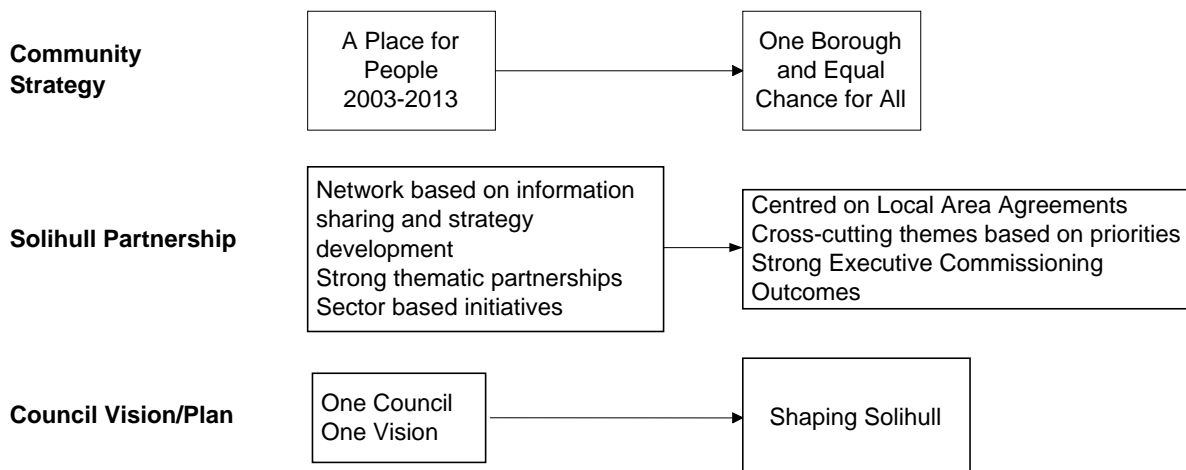 Community
Strategy
A Place for
People
2003-2013
One Borough
and Equal
Chance for All
Solihull Partnership
Network based on information
sharing and strategy
development
Strong thematic partnerships
Sector based initiatives
Centred on Local Area Agreements
Cross-cutting themes based on priorities
Strong Executive Commissioning
Outcomes
Council Vision/Plan
One Council
One Vision
Shaping Solihull